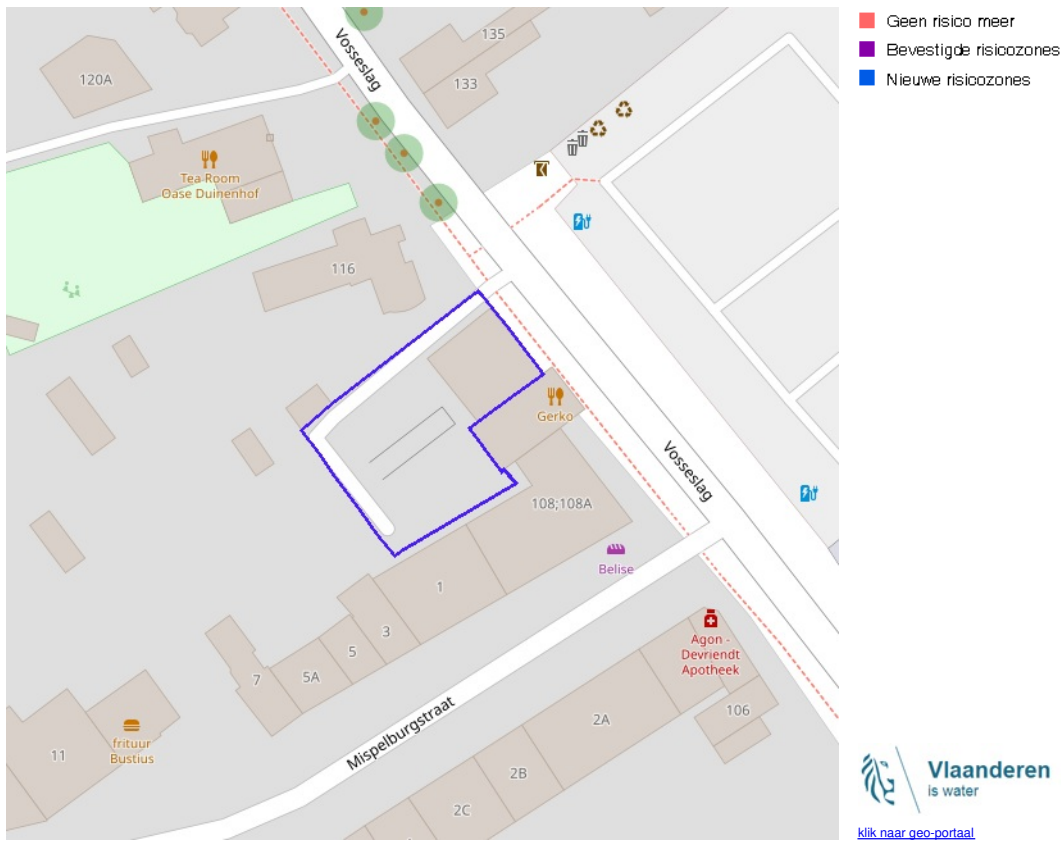 Geen risico meer
Bevestigde risicozones
Nieuwe risicozones
Vosseslag
135
133
120A
Tea Room
Oase Duinenhof
116
Gerko
Vosseslag
108;108A
Belise
1
3
5
5A
7
Agon -
Devriendt
Apotheek
106
2A
Mispelburgstraat
11
frituur
Bustius
2B
2C
Vlaanderen
is water
klik naar geo-portaal